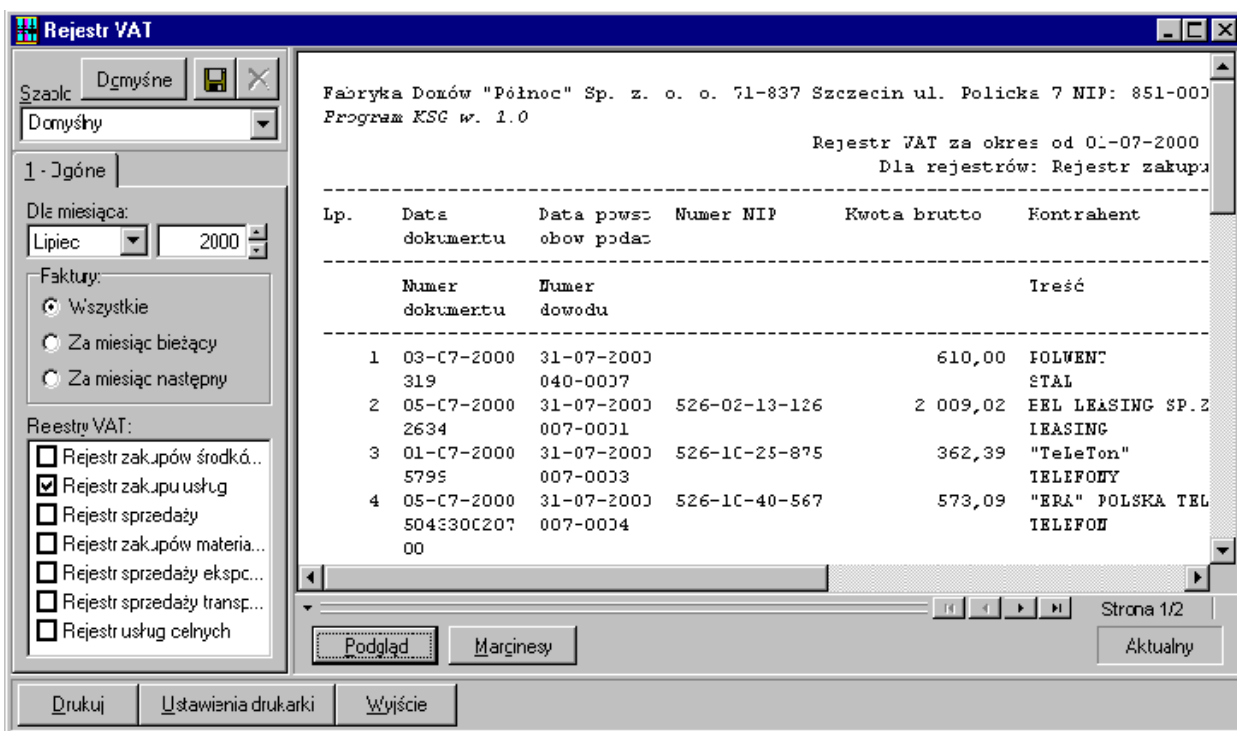 Rejestr VAT
Szablo
Domyśne
Domyślny
1 - Ogóne
Dla miesiąca:
Lipiec 2000
Faktury:
Wszystkie
Za miesiąc bieżący
Za miesiąc następny
Rejestry VAT:
Rejestr zakupów środkó...
Rejestr zakupu usług
Rejestr sprzedaży
Rejestr zakupów materia...
Rejestr sprzedaży ekspo...
Rejestr sprzedaży transp...
Rejestr usług celnych
Fabryka Domów "Północ" Sp. z. o. o. 71-837 Szczecin ul. Policka 7 NIP: 851-000
Program KSG w. 1.0
Rejestr VAT za okres od 01-07-2000
Dla rejestrów: Rejestr zakupu
Lp. Data Data powst Numer NIP Kwota brutto Kontrahent
dokumentu obow podat
Numer Numer Treść
dokumentu dowodu
1 03-07-2000 31-07-2000 610,00 POLWENT
319 040-0007 STAL
2 05-07-2000 31-07-2000 526-02-13-126 2 009,02 BEL LEASING SP.Z
2634 007-0001 LEASING
3 01-07-2000 31-07-2000 526-10-25-875 362,39 "TeLeTon"
5799 007-0003 TELEFONY
4 05-07-2000 31-07-2000 526-10-40-567 573,09 "ERA" POLSKA TEL
5043300207 007-0004 TELEFON
00
Strona 1/2
Podgląd Marginesy Aktualny
Drukuj Ustawienia drukarki Wyjście